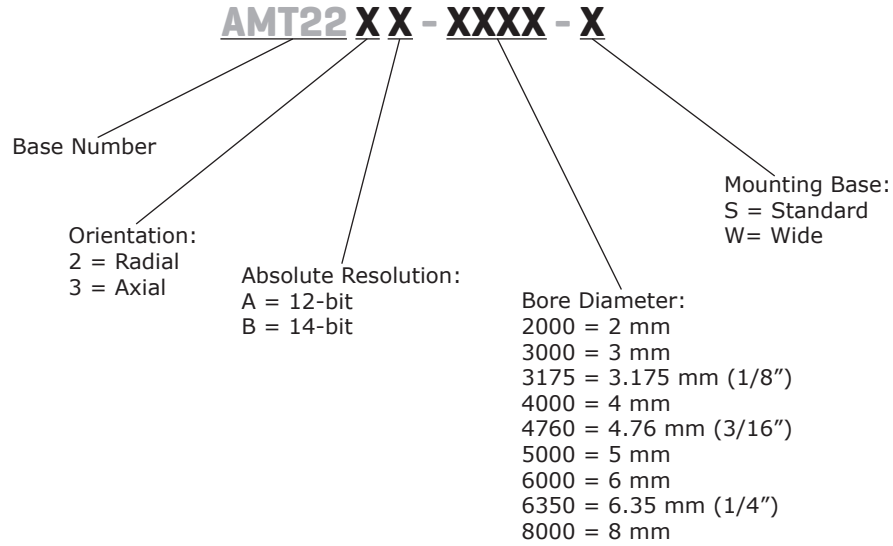 AMT22 X X - XXXX - X
Base Number
Orientation:
2 = Radial
3 = Axial
Absolute Resolution:
A = 12-bit
B = 14-bit
Bore Diameter:
2000 = 2 mm
3000 = 3 mm
3175 = 3.175 mm (1/8”)
4000 = 4 mm
4760 = 4.76 mm (3/16”)
5000 = 5 mm
6000 = 6 mm
6350 = 6.35 mm (1/4”)
8000 = 8 mm
Mounting Base:
S = Standard
W= Wide